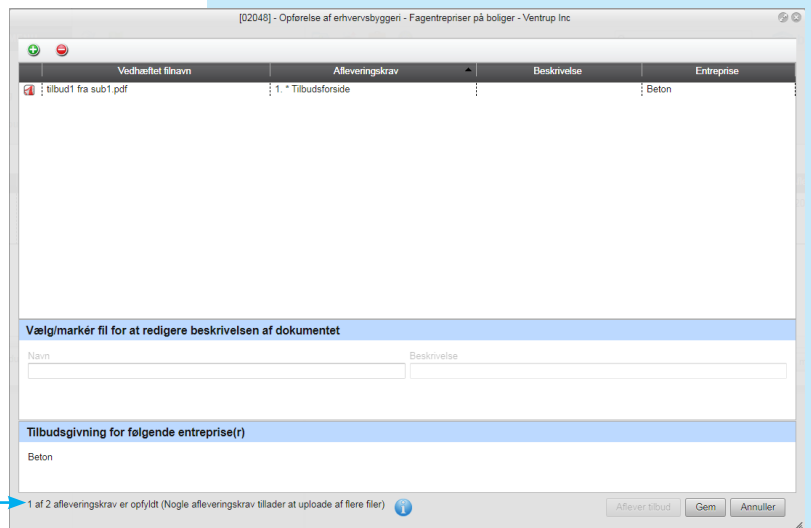 [02048] - Opførelse af erhvervsbyggeri - Fagentrepriser på boliger - Ventrup Inc
Vedhæftet filnavn Afleveringskrav Beskrivelse Entreprise
tilbud1 fra sub1.pdf 1. * Tilbudsforside Beton
Vælg/markér fil for at redigere beskrivelsen af dokumentet
Navn Beskrivelse
Tilbudsgivning for følgende entreprise(r)
Beton
1 af 2 afleveringskrav er opfyldt (Nogle afleveringskrav tillader at uploade af flere filer) Aflever tilbud Gem Annuller